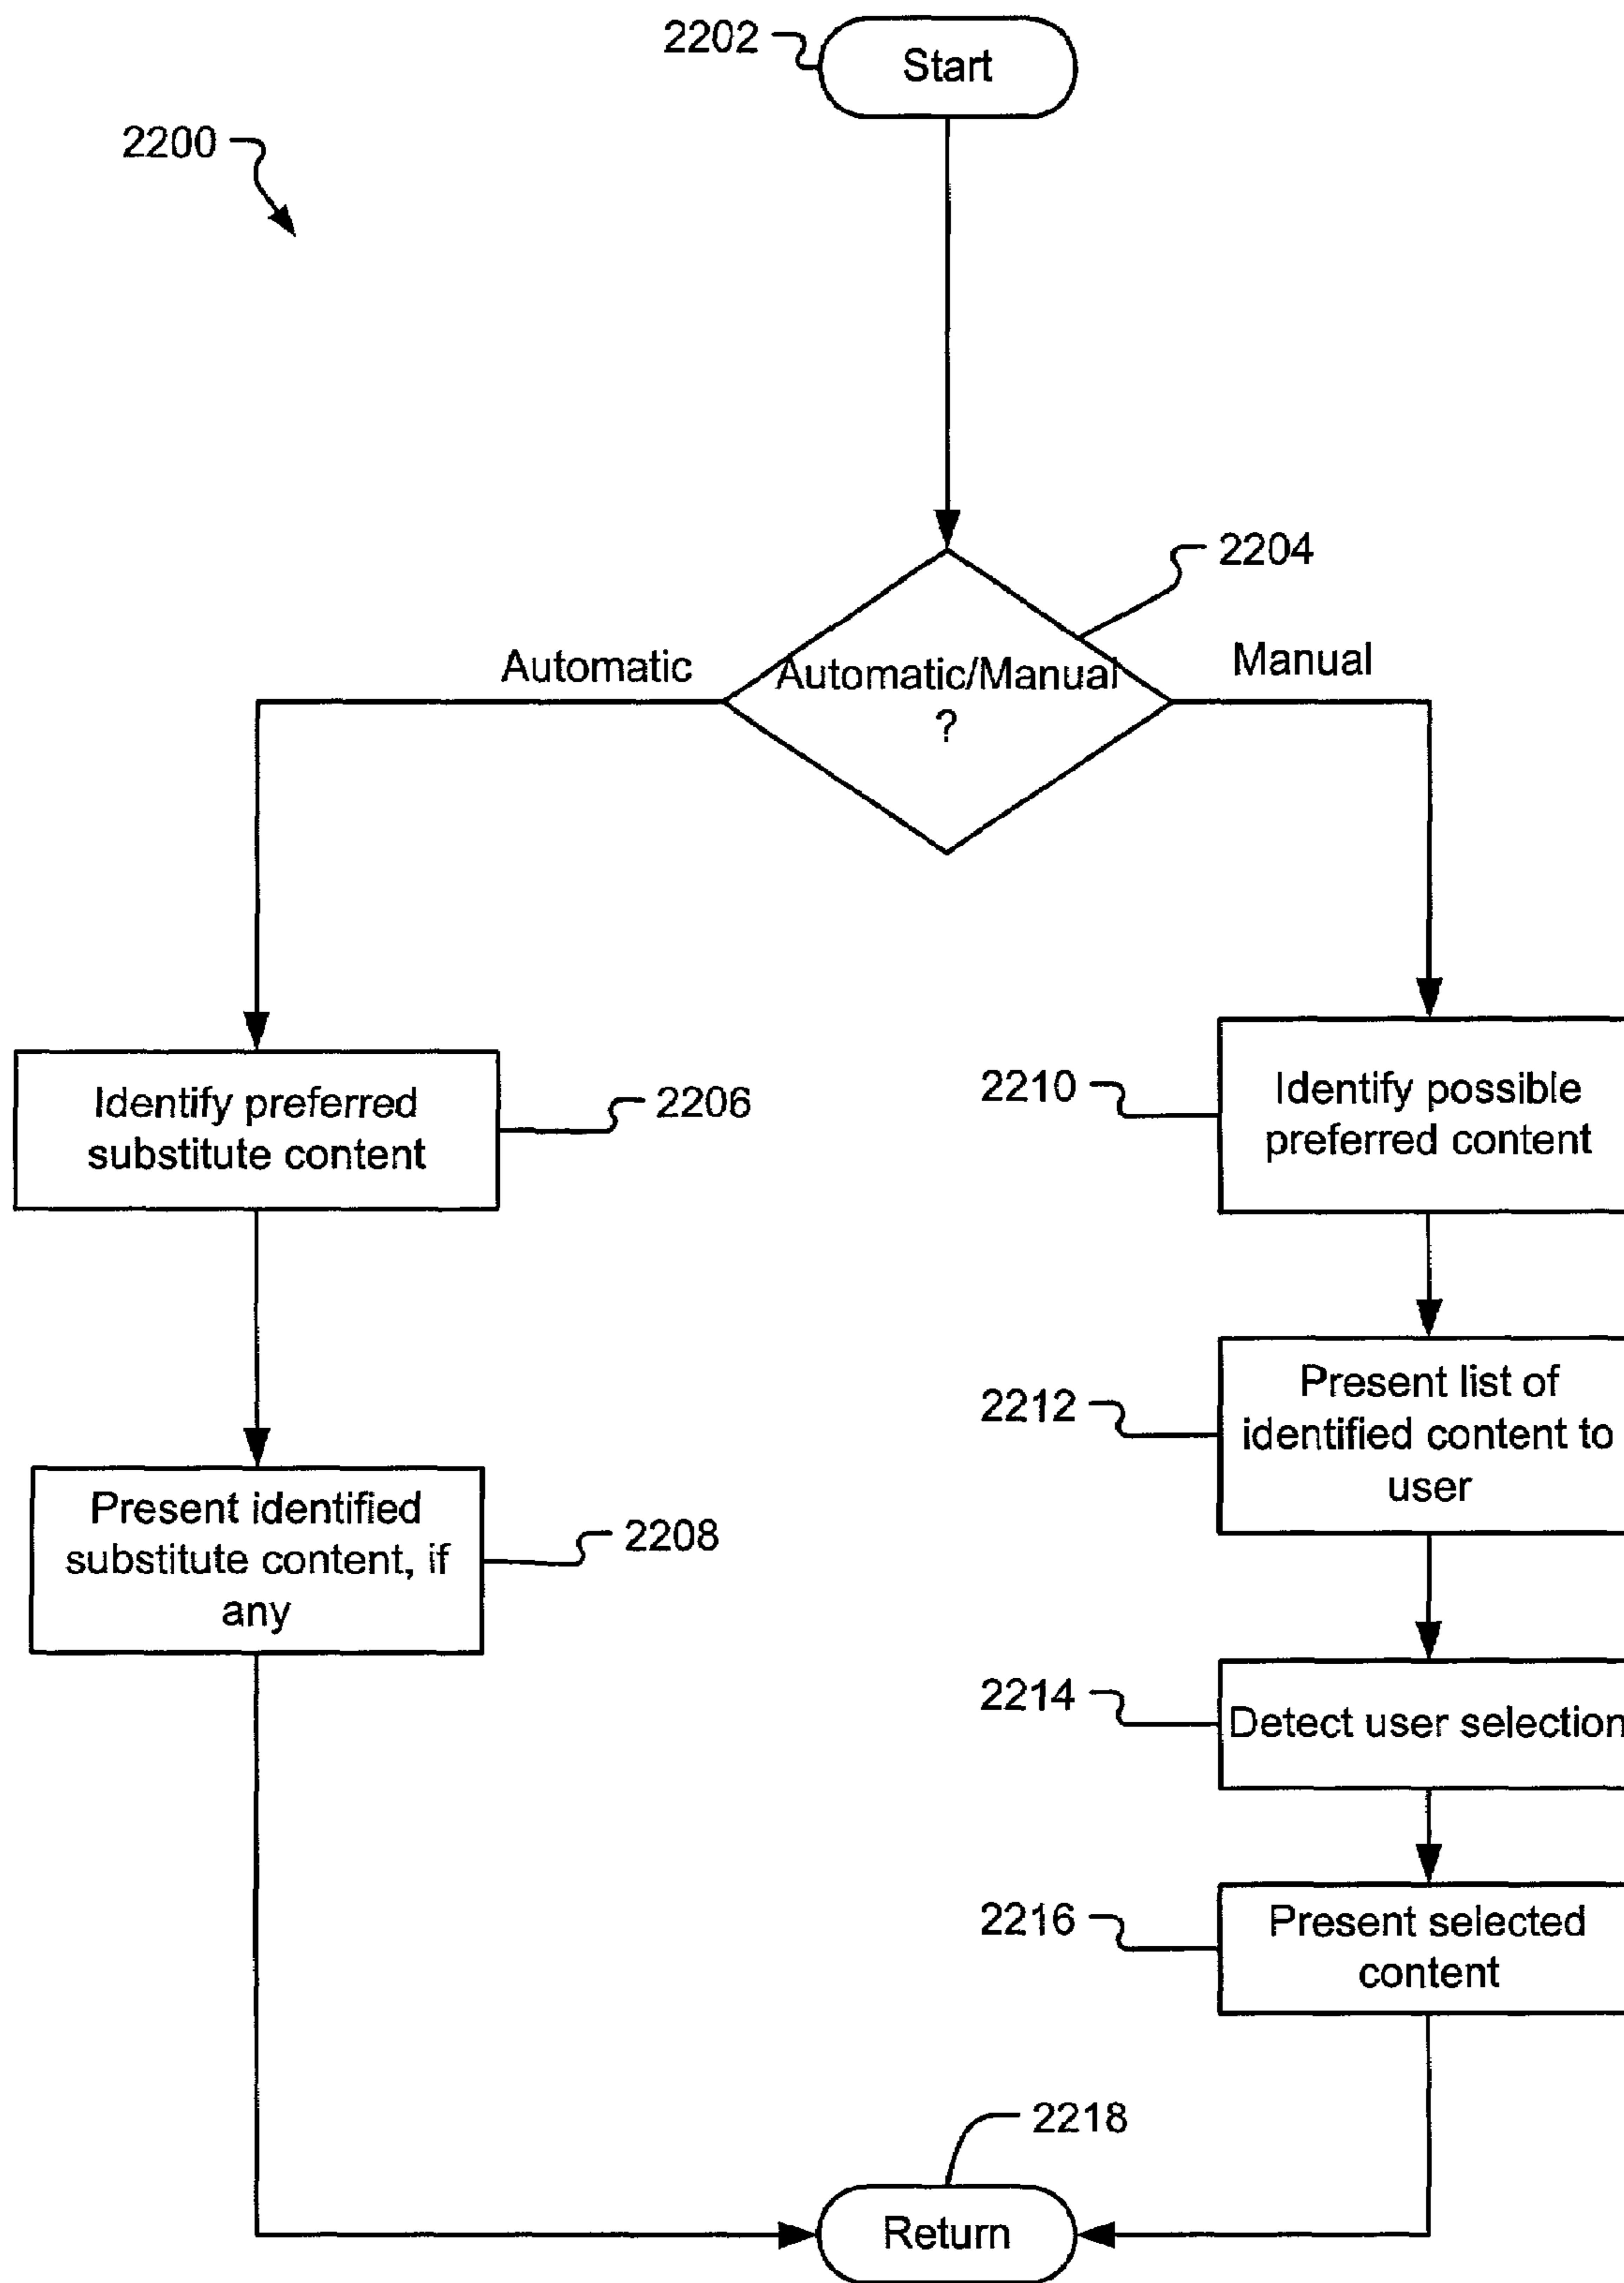 2202
Start
2200
2204
Automatic
Automatic/Manual
?
Manual
Identify preferred
substitute content
2206
2210
Identify possible
preferred content
2212
Present list of
identified content to
user
Present identified
substitute content, if
any
2208
2214
Detect user selection
2216
Present selected
content
2218
Return